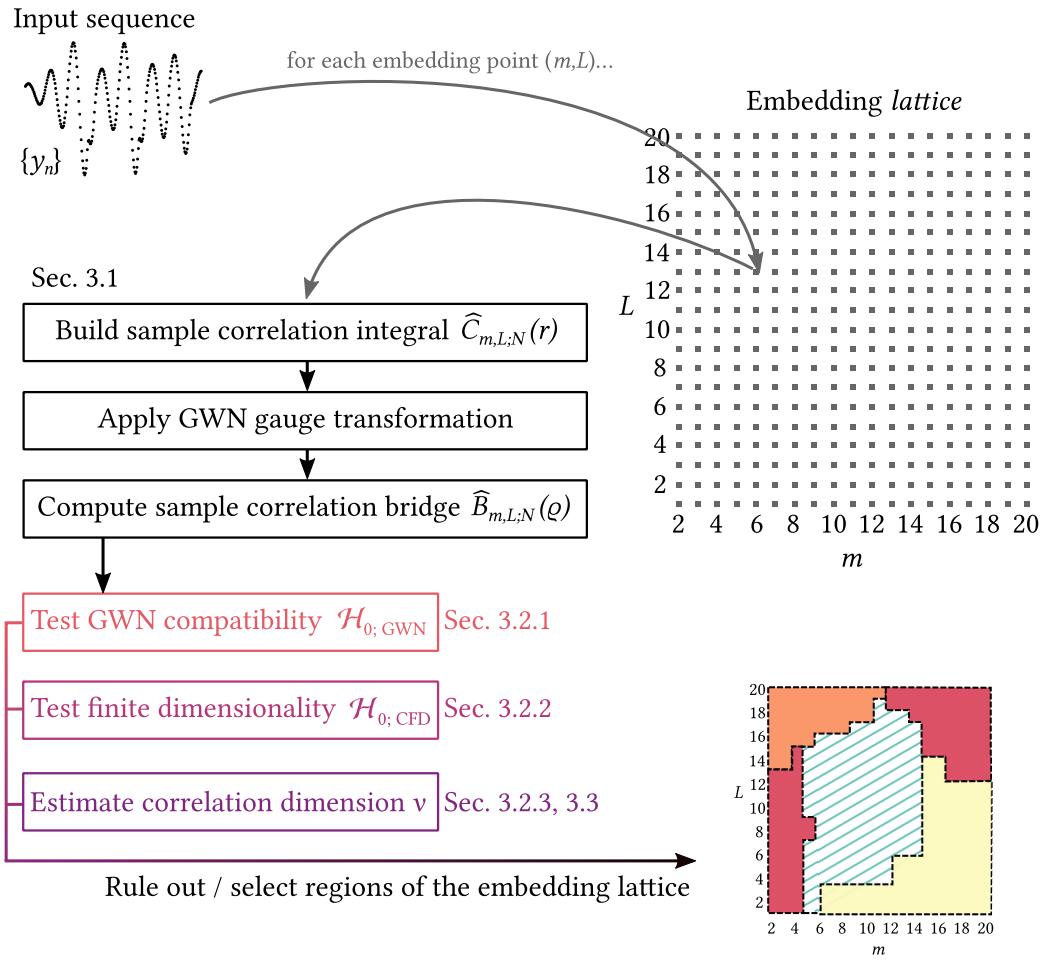 Input sequence
{yₙ}
for each embedding point (m,L)...
Embedding lattice
20
18
16
14
12
10
8
6
4
2
L
2 4 6 8 10 12 14 16 18 20
m
Sec. 3.1
Build sample correlation integral Ĉ_{m,L;N}(r)
Apply GWN gauge transformation
Compute sample correlation bridge B̂_{m,L;N}(ϱ)
Test GWN compatibility ℋ_{0; GWN} Sec. 3.2.1
Test finite dimensionality ℋ_{0; CFD} Sec. 3.2.2
Estimate correlation dimension ν Sec. 3.2.3, 3.3
Rule out / select regions of the embedding lattice
20
18
16
14
12
10
8
6
4
2
L
2 4 6 8 10 12 14 16 18 20
m